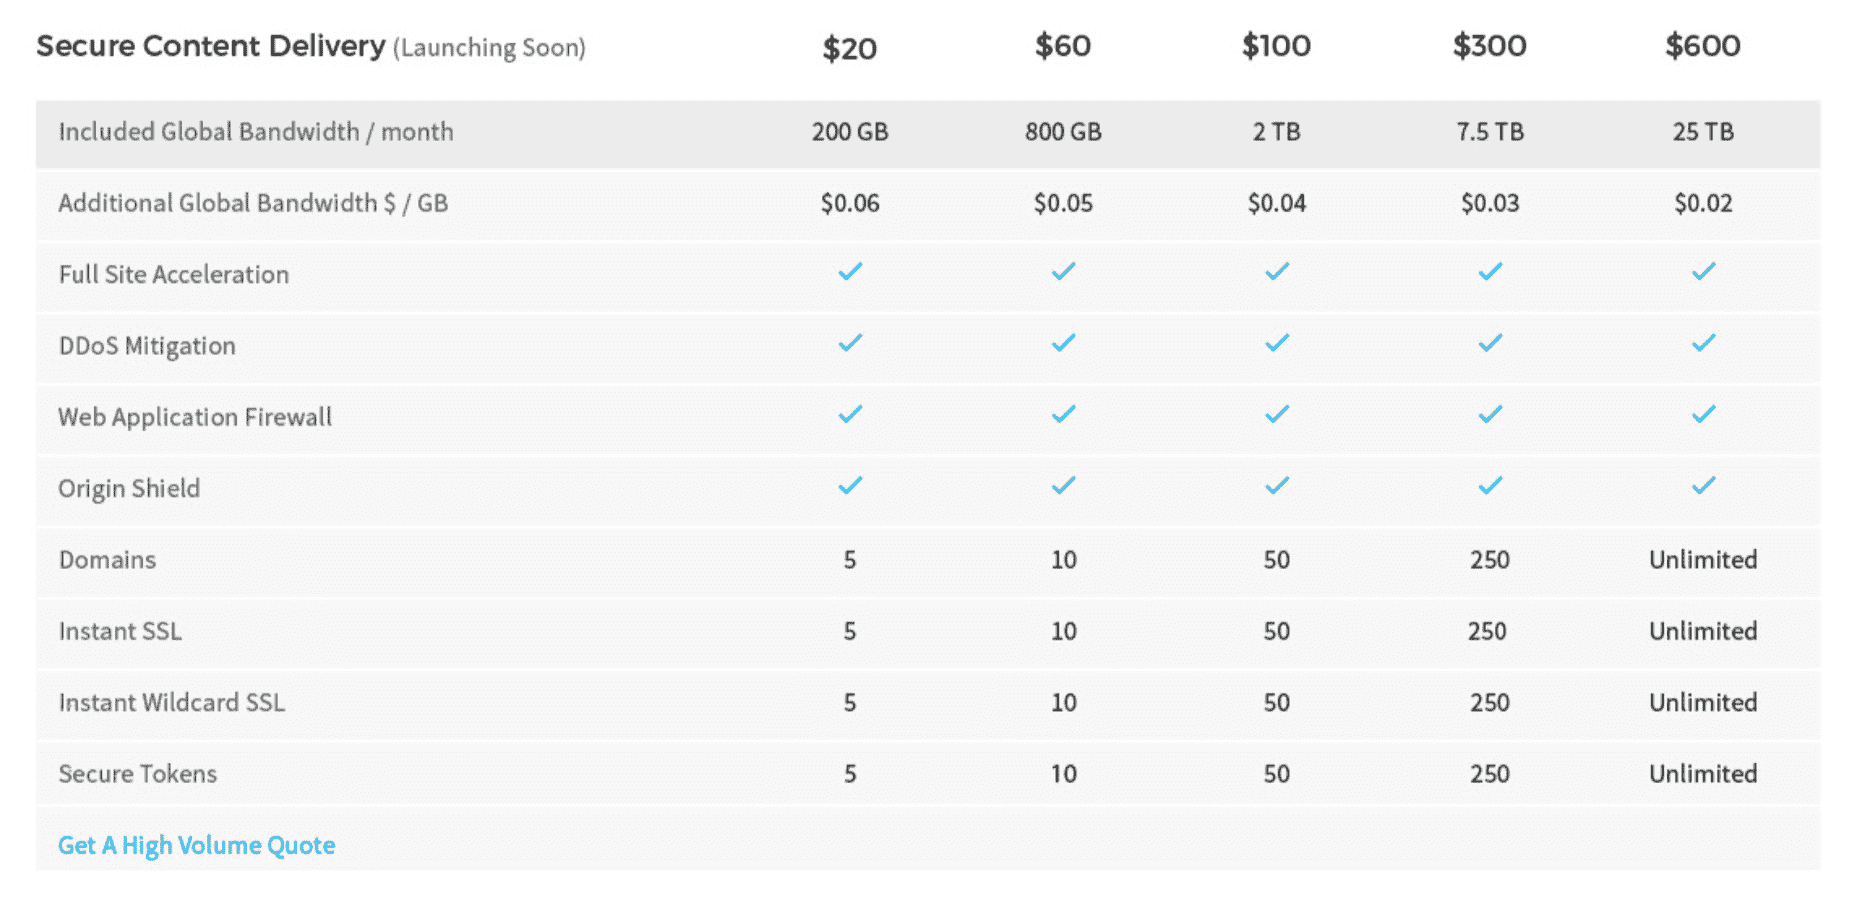 Secure Content Delivery (Launching Soon) $20 $60 $100 $300 $600
Included Global Bandwidth / month 200 GB 800 GB 2 TB 7.5 TB 25 TB
Additional Global Bandwidth $ / GB $0.06 $0.05 $0.04 $0.03 $0.02
Full Site Acceleration
DDoS Mitigation
Web Application Firewall
Origin Shield
Domains 5 10 50 250 Unlimited
Instant SSL 5 10 50 250 Unlimited
Instant Wildcard SSL 5 10 50 250 Unlimited
Secure Tokens 5 10 50 250 Unlimited
Get A High Volume Quote